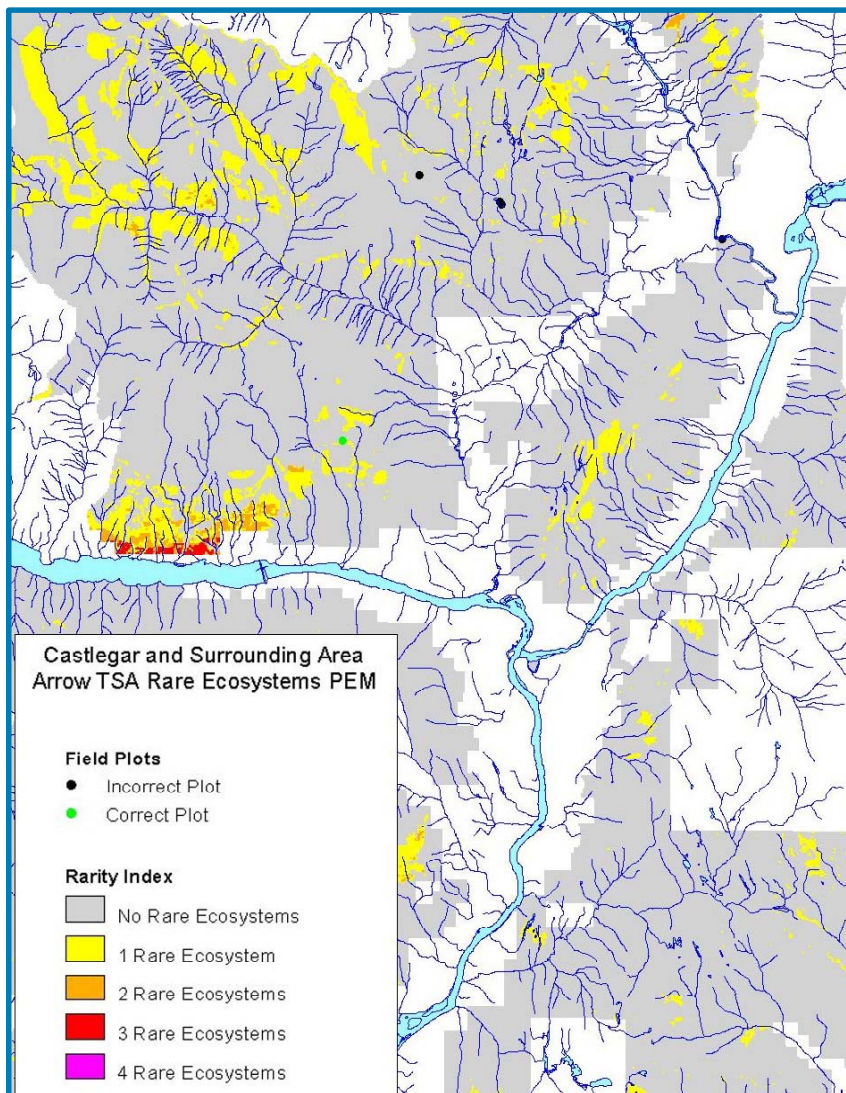 Castlegar and Surrounding Area
Arrow TSA Rare Ecosystems PEM
Field Plots
Incorrect Plot
Correct Plot
Rarity Index
No Rare Ecosystems
1 Rare Ecosystem
2 Rare Ecosystems
3 Rare Ecosystems
4 Rare Ecosystems